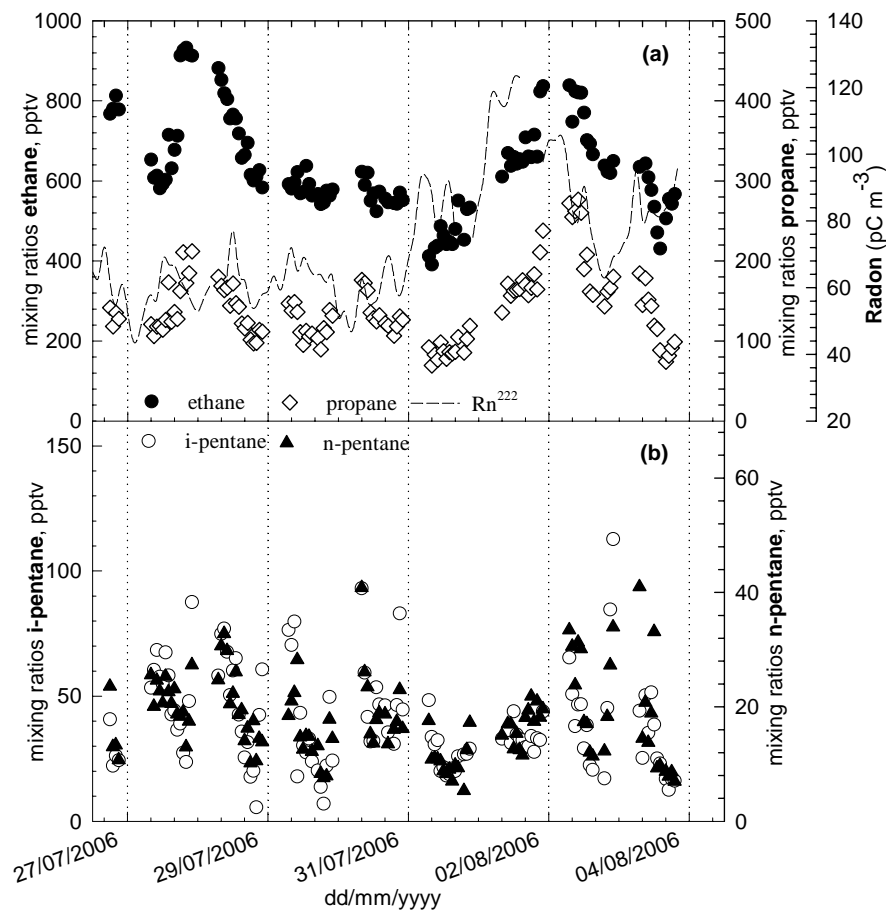 1000
800
600
400
200
0
mixing ratios ethane, pptv
(a)
500
400
300
200
100
0
mixing ratios propane, pptv
140
120
100
80
60
40
20
Radon (pC m⁻³)
ethane
propane
Rn²²²
i-pentane
n-pentane
(b)
150
100
50
0
mixing ratios i-pentane, pptv
60
40
20
0
mixing ratios n-pentane, pptv
27/07/2006
29/07/2006
31/07/2006
02/08/2006
04/08/2006
dd/mm/yyyy